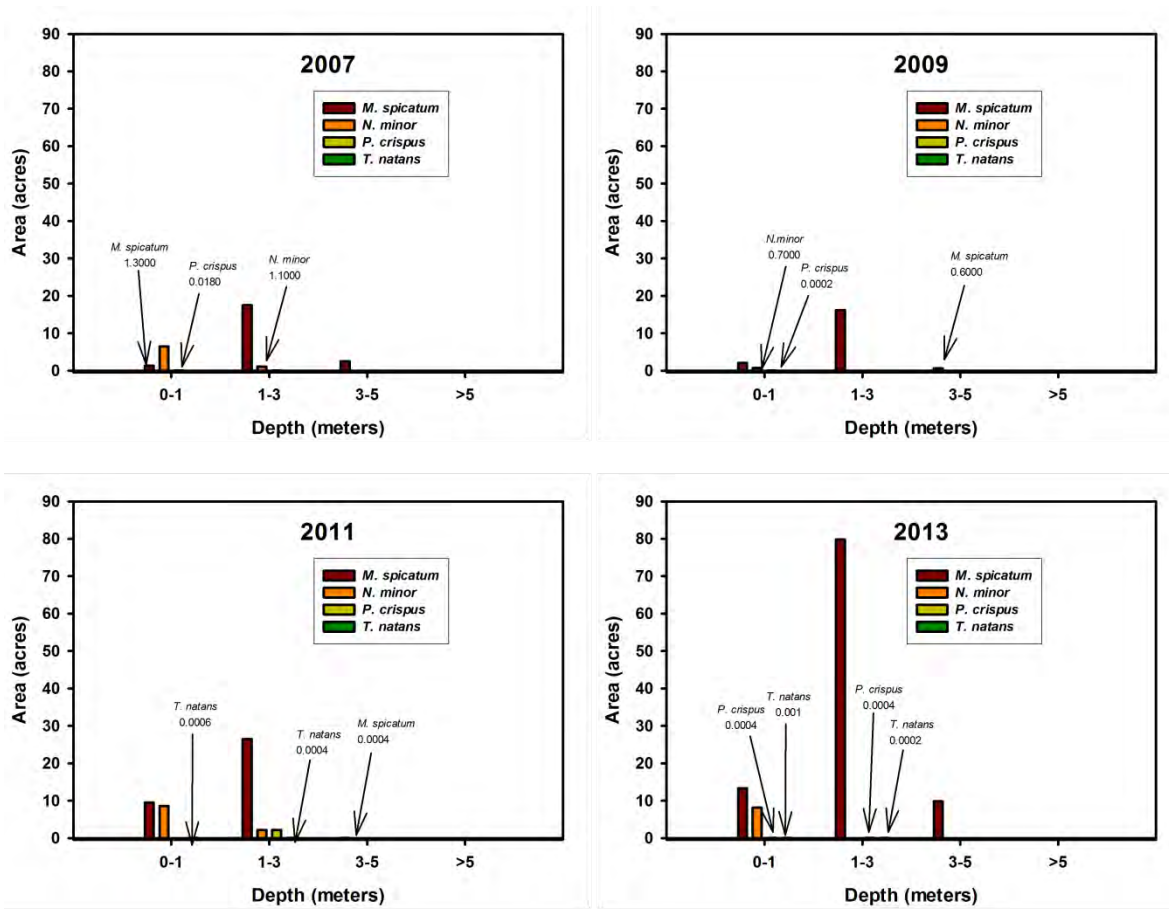 2007
M. spicatum
N. minor
P. crispus
T. natans
M. spicatum
1.3000
P. crispus
0.0180
N. minor
1.1000
90
80
70
60
50
40
30
20
10
0
Area (acres)
0-1 1-3 3-5 >5
Depth (meters)
2009
M. spicatum
N. minor
P. crispus
T. natans
N.minor
0.7000
P. crispus
0.0002
M. spicatum
0.6000
90
80
70
60
50
40
30
20
10
0
Area (acres)
0-1 1-3 3-5 >5
Depth (meters)
2011
M. spicatum
N. minor
P. crispus
T. natans
T. natans
0.0006
T. natans
0.0004
M. spicatum
0.0004
90
80
70
60
50
40
30
20
10
0
Area (acres)
0-1 1-3 3-5 >5
Depth (meters)
2013
M. spicatum
N. minor
P. crispus
T. natans
P. crispus
0.0004
T. natans
0.001
P. crispus
0.0004
T. natans
0.0002
90
80
70
60
50
40
30
20
10
0
Area (acres)
0-1 1-3 3-5 >5
Depth (meters)